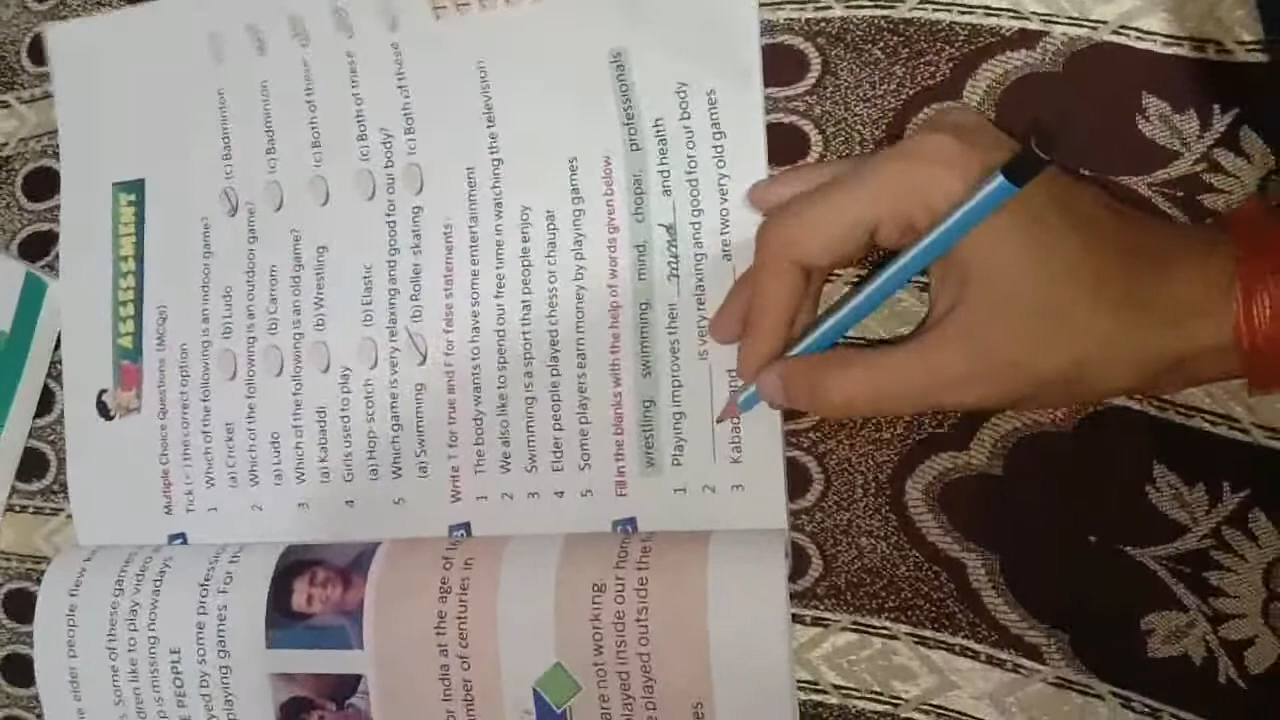 ASSESSMENT
Multiple Choice Questions (MCQs)
Tick the correct option
1 Which of the following is an indoor game?
(a) Cricket (b) Ludo (c) Badminton
2 Which of the following is an outdoor game?
(a) Ludo (b) Carrom (c) Badminton
3 Which of the following is an old game?
(a) Kabaddi (b) Wrestling (c) Both of these
4 Girls used to play
(a) Hop-scotch (b) Elastic (c) Both of these
5 Which game is very relaxing and good for our body?
(a) Swimming (b) Roller skating (c) Both of these
B Write T for true and F for false statements
1 The body wants to have some entertainment
2 We also like to spend our free time in watching the television
3 Swimming is a sport that people enjoy
4 Elder people played chess or chaupar
5 Some players earn money by playing games
C Fill in the blanks with the help of words given below
wrestling, swimming, mind, chopar, professionals
1 Playing improves their mind and health
2 is very relaxing and good for our body
3 and are two very old games
elder people flew
Some of these games
like to play video
is missing nowadays
PEOPLE
by some
playing games. For
India at the age of
number of centuries in
are not working.
played inside our
played outside the